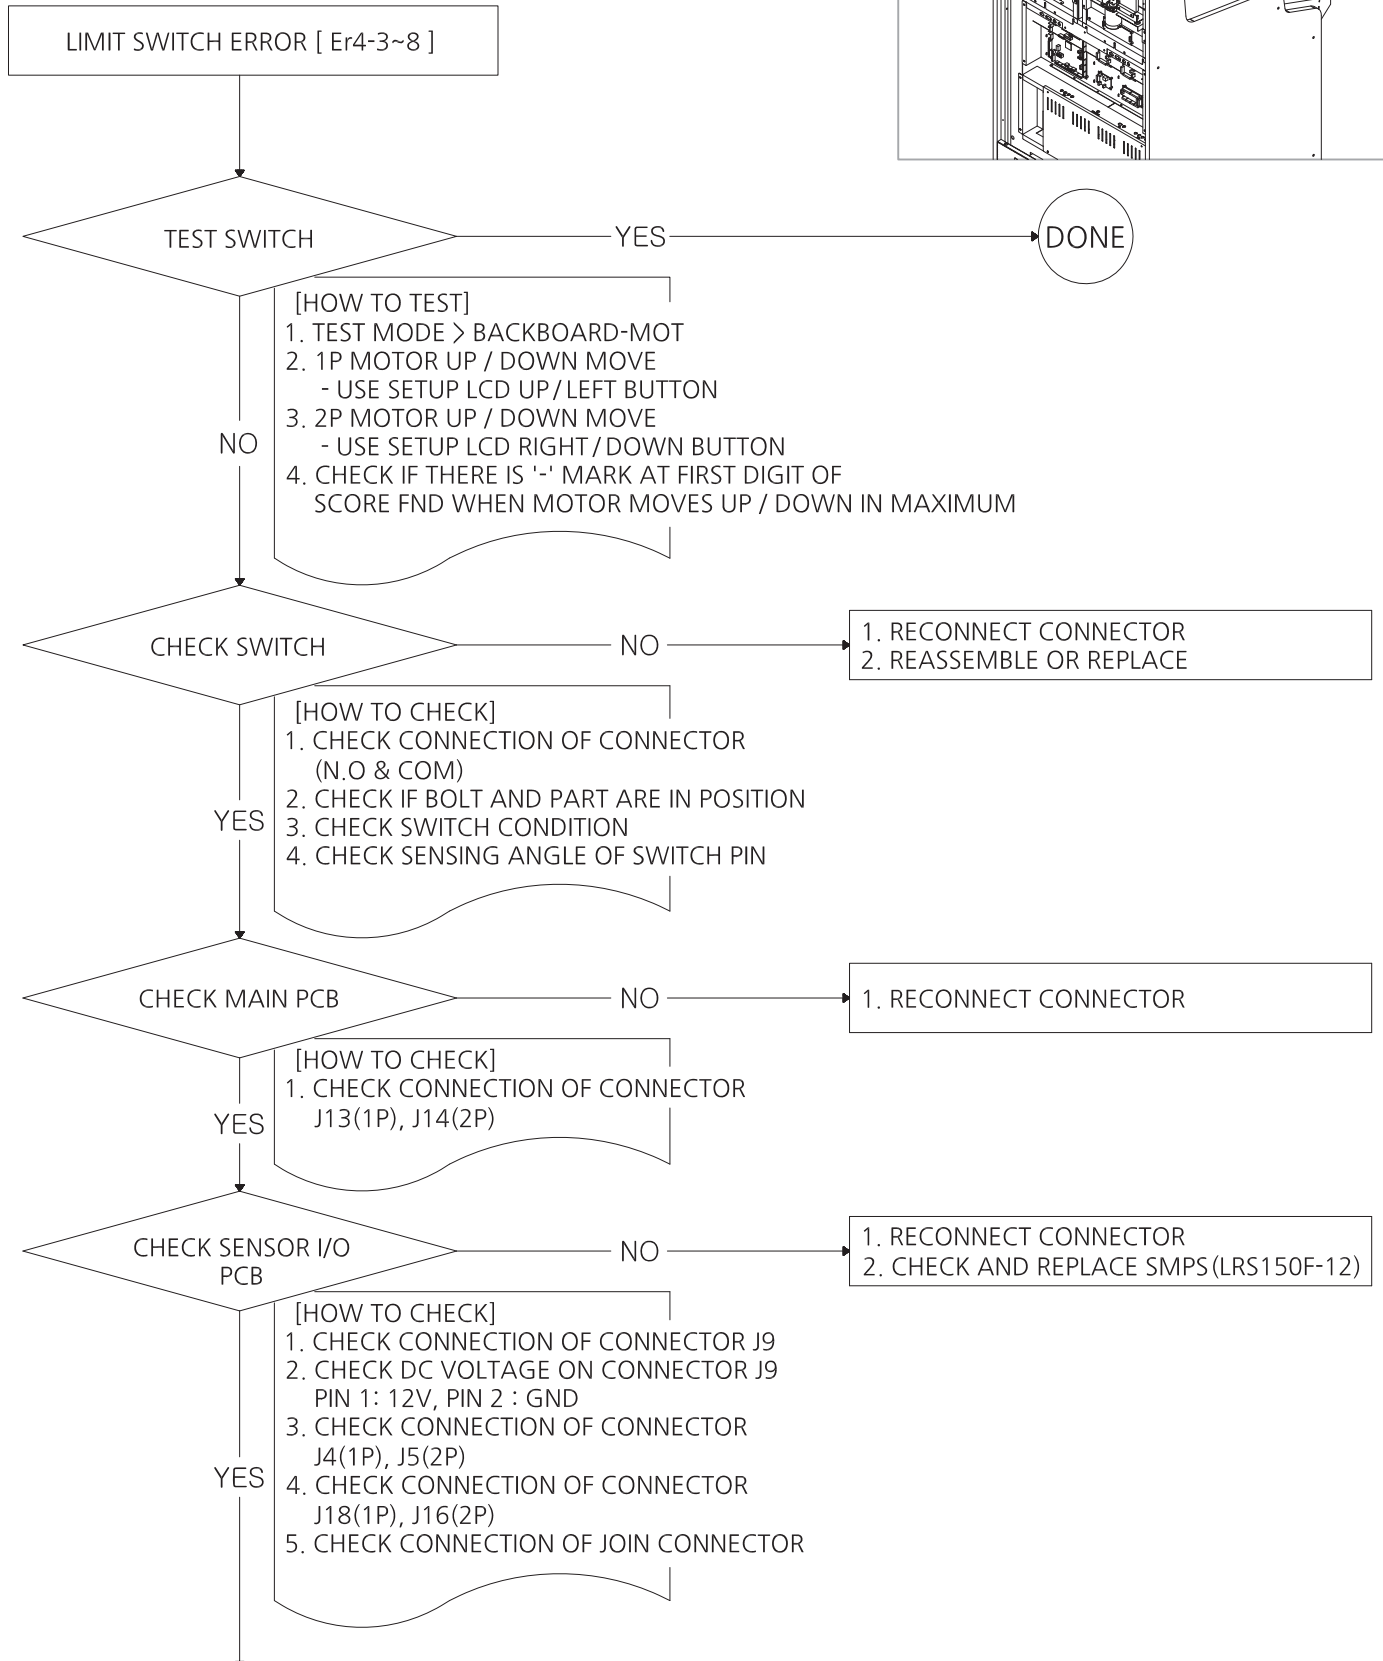 LIMIT SWITCH ERROR [ Er4-3~8 ]
TEST SWITCH
YES
DONE
[HOW TO TEST]
1. TEST MODE > BACKBOARD-MOT
2. 1P MOTOR UP / DOWN MOVE
- USE SETUP LCD UP/LEFT BUTTON
3. 2P MOTOR UP / DOWN MOVE
- USE SETUP LCD RIGHT/DOWN BUTTON
4. CHECK IF THERE IS '-' MARK AT FIRST DIGIT OF
SCORE FND WHEN MOTOR MOVES UP / DOWN IN MAXIMUM
NO
CHECK SWITCH
NO
1. RECONNECT CONNECTOR
2. REASSEMBLE OR REPLACE
[HOW TO CHECK]
1. CHECK CONNECTION OF CONNECTOR
(N.O & COM)
2. CHECK IF BOLT AND PART ARE IN POSITION
3. CHECK SWITCH CONDITION
4. CHECK SENSING ANGLE OF SWITCH PIN
YES
CHECK MAIN PCB
NO
1. RECONNECT CONNECTOR
[HOW TO CHECK]
1. CHECK CONNECTION OF CONNECTOR
J13(1P), J14(2P)
YES
CHECK SENSOR I/O
PCB
NO
1. RECONNECT CONNECTOR
2. CHECK AND REPLACE SMPS(LRS150F-12)
[HOW TO CHECK]
1. CHECK CONNECTION OF CONNECTOR J9
2. CHECK DC VOLTAGE ON CONNECTOR J9
PIN 1: 12V, PIN 2 : GND
3. CHECK CONNECTION OF CONNECTOR
J4(1P), J5(2P)
4. CHECK CONNECTION OF CONNECTOR
J18(1P), J16(2P)
5. CHECK CONNECTION OF JOIN CONNECTOR
YES